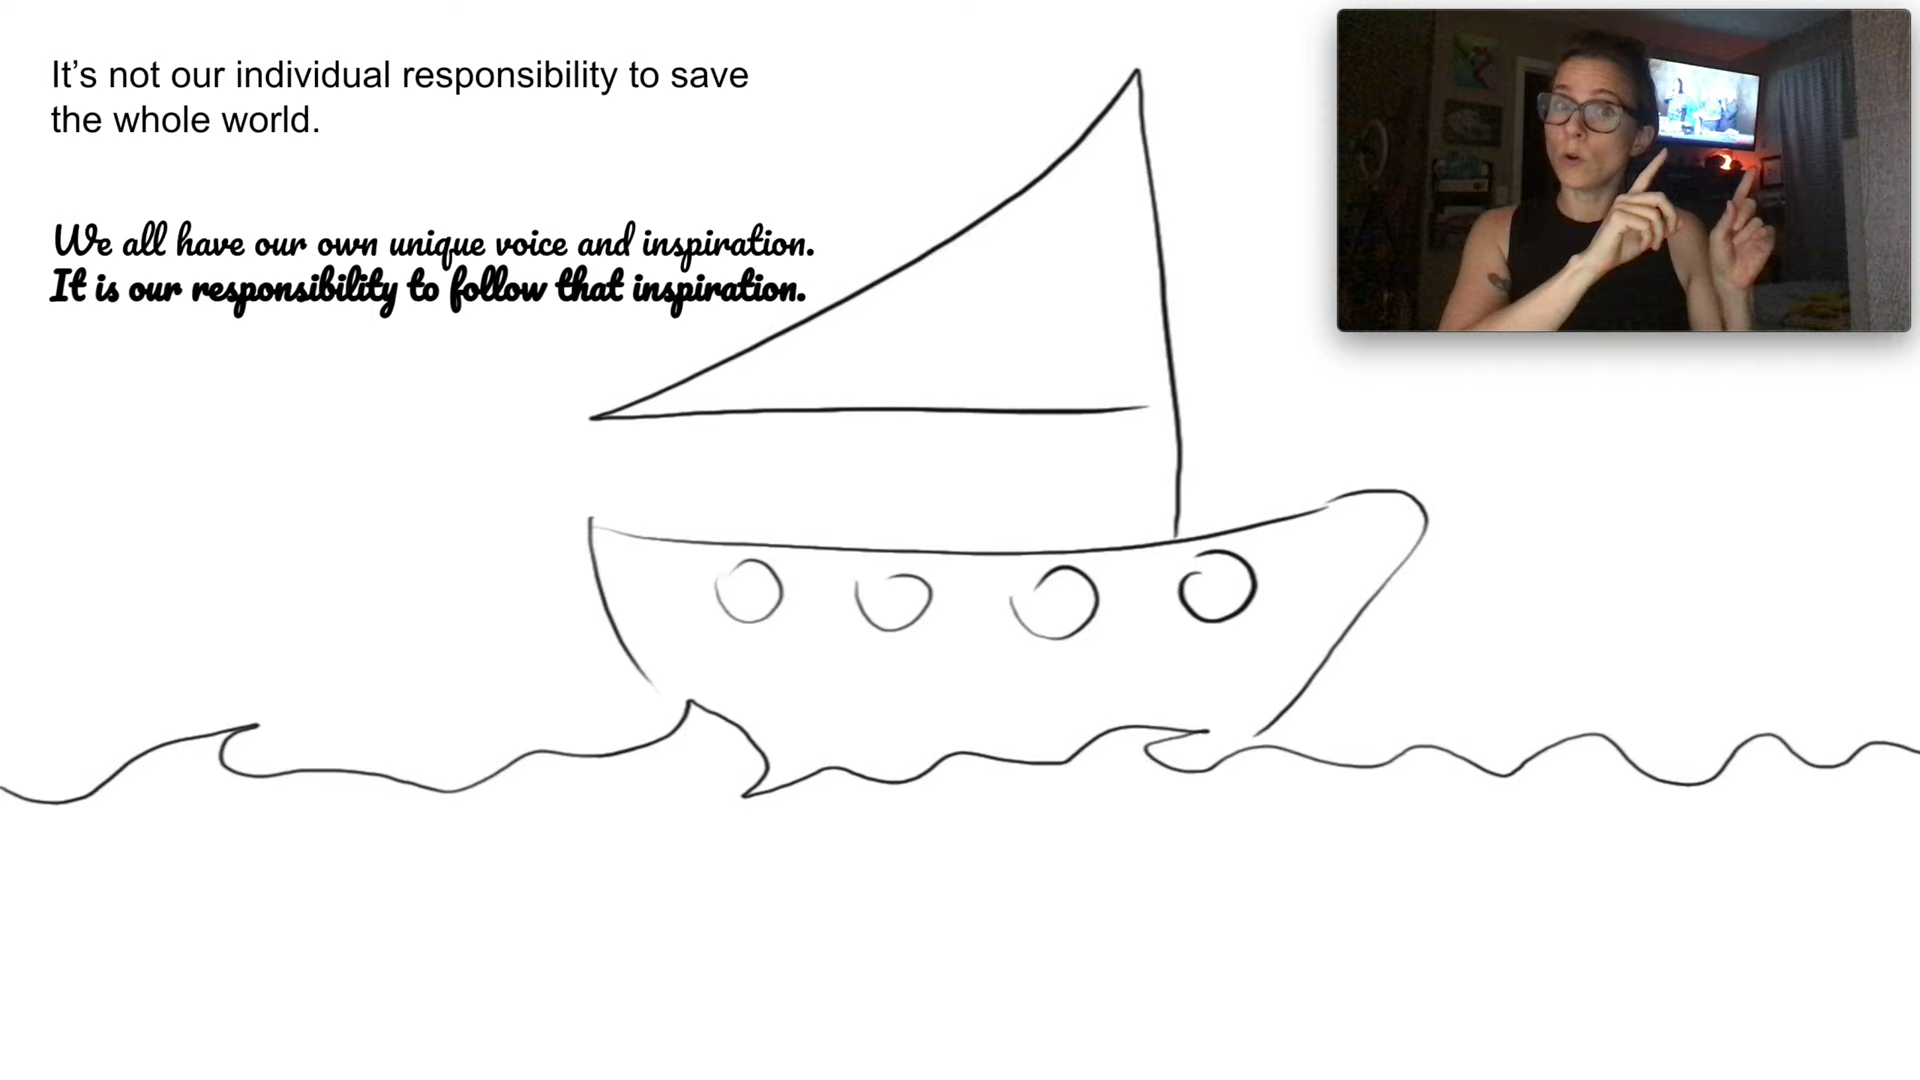 It’s not our individual responsibility to save
the whole world.
We all have our own unique voice and inspiration.
It is our responsibility to follow that inspiration.